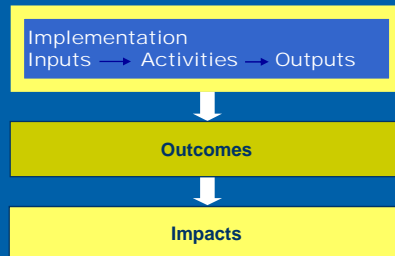 Implementation
Inputs → Activities → Outputs
Outcomes
Impacts